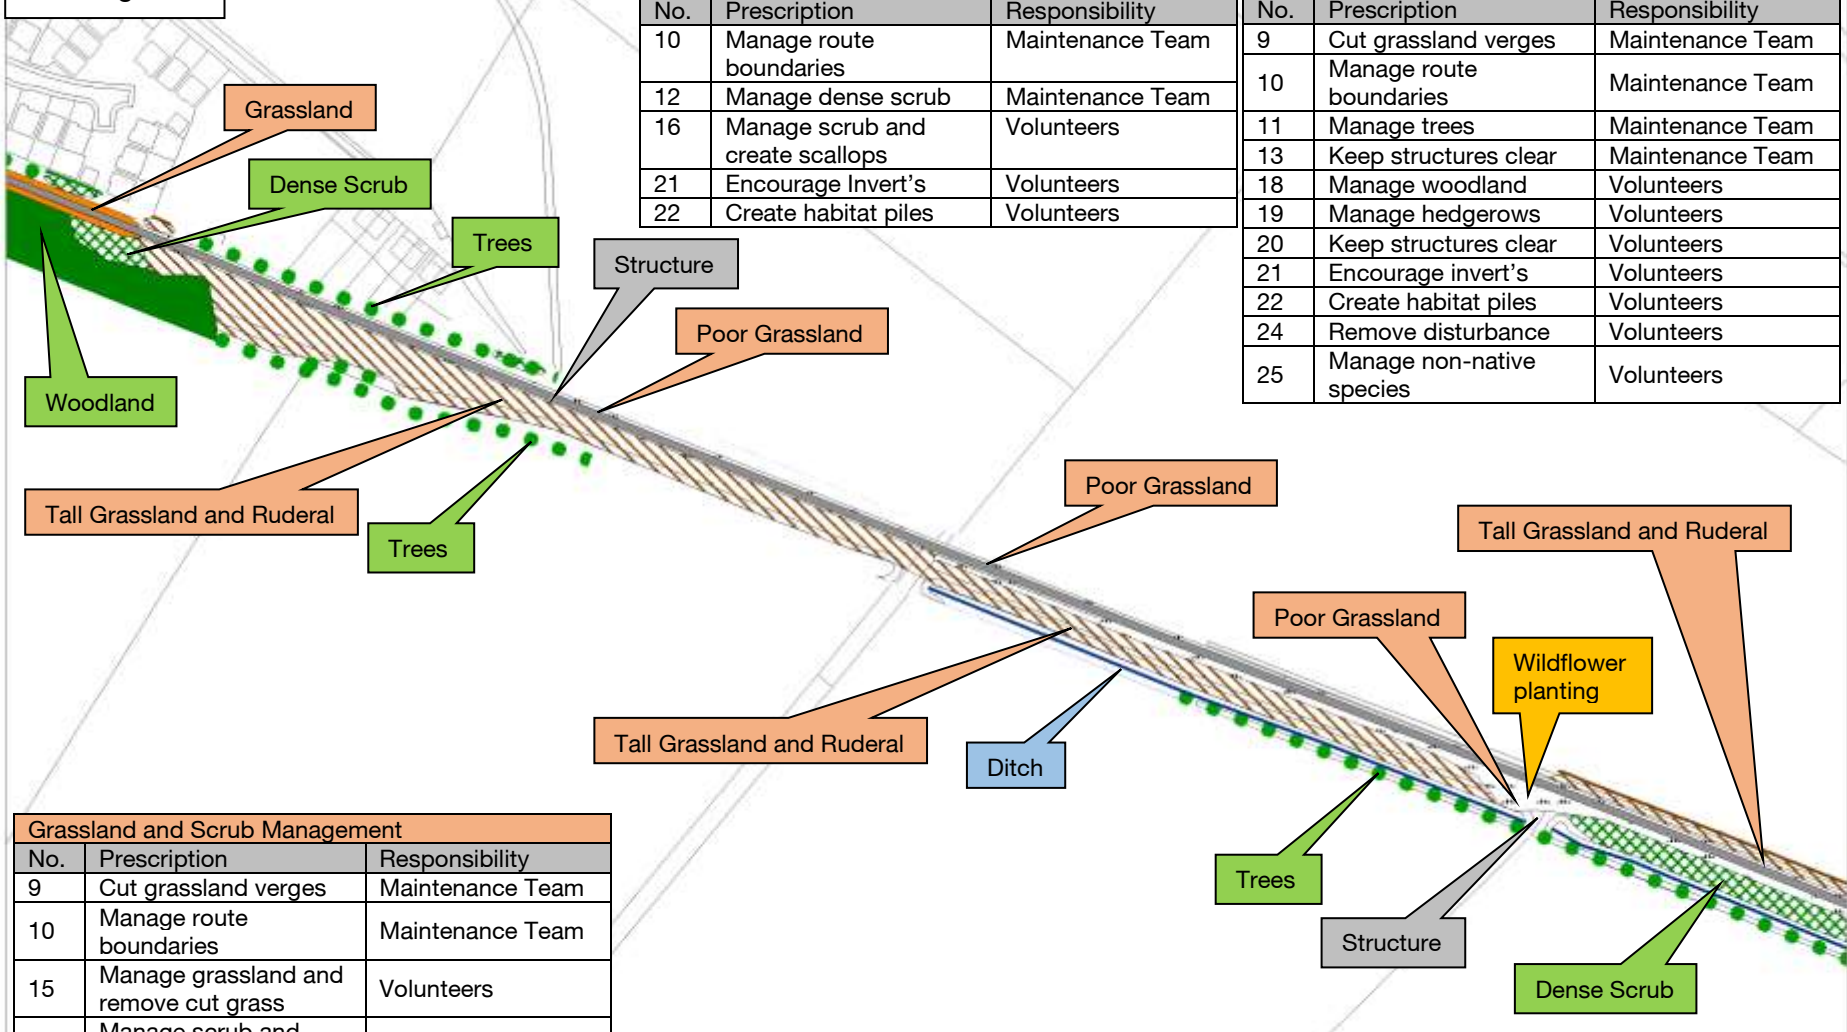 No. Prescription Responsibility
10 Manage route Maintenance Team
boundaries
12 Manage dense scrub Maintenance Team
16 Manage scrub and Volunteers
create scallops
21 Encourage Invert's Volunteers
22 Create habitat piles Volunteers
No. Prescription Responsibility
9 Cut grassland verges Maintenance Team
10 Manage route Maintenance Team
boundaries
11 Manage trees Maintenance Team
13 Keep structures clear Maintenance Team
18 Manage woodland Volunteers
19 Manage hedgerows Volunteers
20 Keep structures clear Volunteers
21 Encourage invert's Volunteers
22 Create habitat piles Volunteers
24 Remove disturbance Volunteers
25 Manage non-native Volunteers
species
Grassland
Dense Scrub
Trees
Structure
Poor Grassland
Woodland
Tall Grassland and Ruderal
Trees
Poor Grassland
Tall Grassland and Ruderal
Poor Grassland
Wildflower
planting
Tall Grassland and Ruderal
Ditch
Trees
Structure
Dense Scrub
Grassland and Scrub Management
No. Prescription Responsibility
9 Cut grassland verges Maintenance Team
10 Manage route Maintenance Team
boundaries
15 Manage grassland and Volunteers
remove cut grass
Manage scrub and